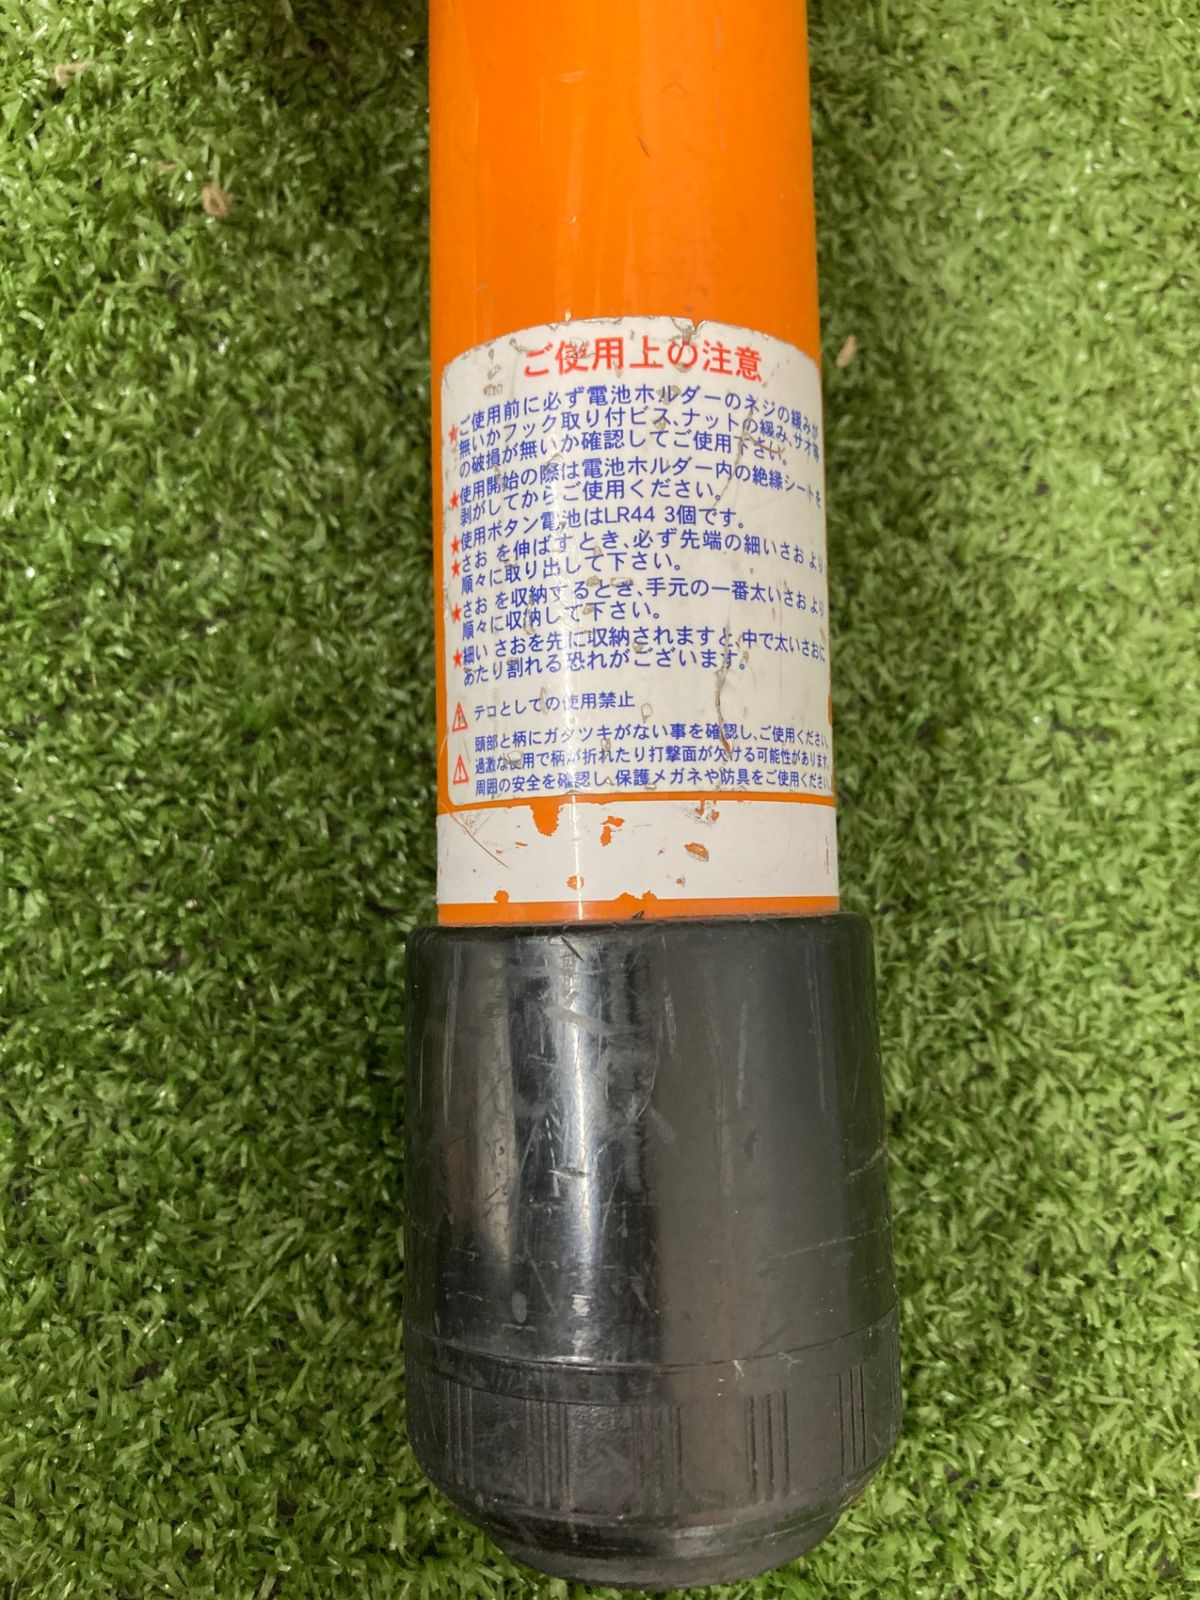 ご使用上の注意
★ご使用前に必ず電池ホルダーのネジの緩みが
無いかフック取り付ビス、ナットの緩み、サオ等
の破損が無いか確認してご使用下さい。
★使用開始の際は電池ホルダー内の絶縁シートを
剥がしてからご使用ください。
★使用ボタン電池はLR44 3個です。
★さお を伸ばすとき、必ず先端の細いさお より
順々に取り出して下さい。
★さお を収納するとき、手元の一番太いさお より
順々に収納して下さい。
★細い さおを先に収納されますと、中で太いさおに
あたり割れる恐れがございます。
テコとしての使用禁止
頭部と柄にガタツキがない事を確認し、ご使用ください。
過激な使用で柄が折れたり打撃面が欠ける可能性があります。
周囲の安全を確認し、保護メガネや防具をご使用ください。